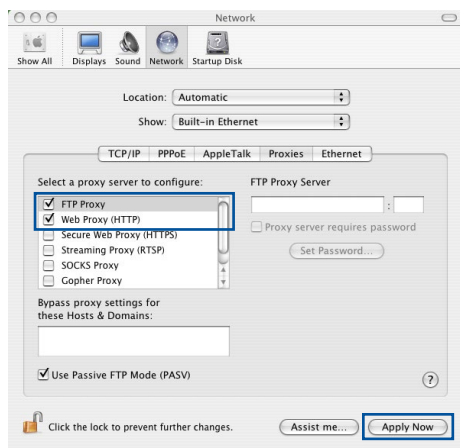 Network
Show All Displays Sound Network Startup Disk
Location: Automatic
Show: Built-in Ethernet
TCP/IP PPPoE AppleTalk Proxies Ethernet
Select a proxy server to configure:
FTP Proxy
Web Proxy (HTTP)
Secure Web Proxy (HTTPS)
Streaming Proxy (RTSP)
SOCKS Proxy
Gopher Proxy
FTP Proxy Server
:
Proxy server requires password
Set Password...
Bypass proxy settings for
these Hosts & Domains:
Use Passive FTP Mode (PASV)
?
Click the lock to prevent further changes.
Assist me... Apply Now